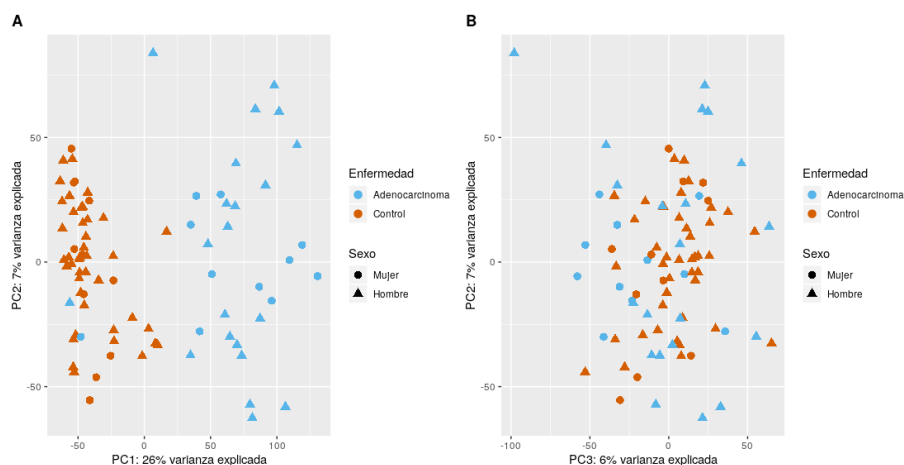 A
50
0
-50
-50
0
50
100
PC2: 7% varianza explicada
PC1: 26% varianza explicada
Enfermedad
Adenocarcinoma
Control
Sexo
Mujer
Hombre
B
50
0
-50
-100
-50
0
50
PC2: 7% varianza explicada
PC3: 6% varianza explicada
Enfermedad
Adenocarcinoma
Control
Sexo
Mujer
Hombre